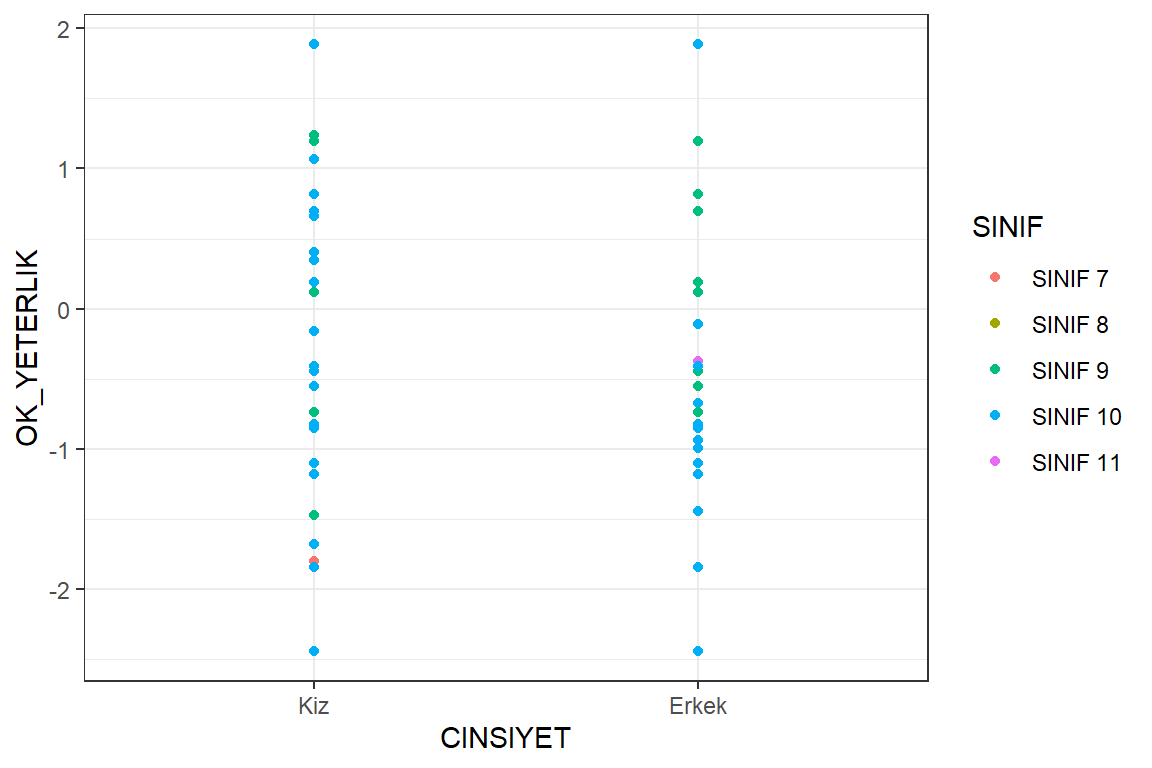 2
1
0
-1
-2
OK_YETERLIK
Kiz
Erkek
CINSIYET
SINIF
SINIF 7
SINIF 8
SINIF 9
SINIF 10
SINIF 11